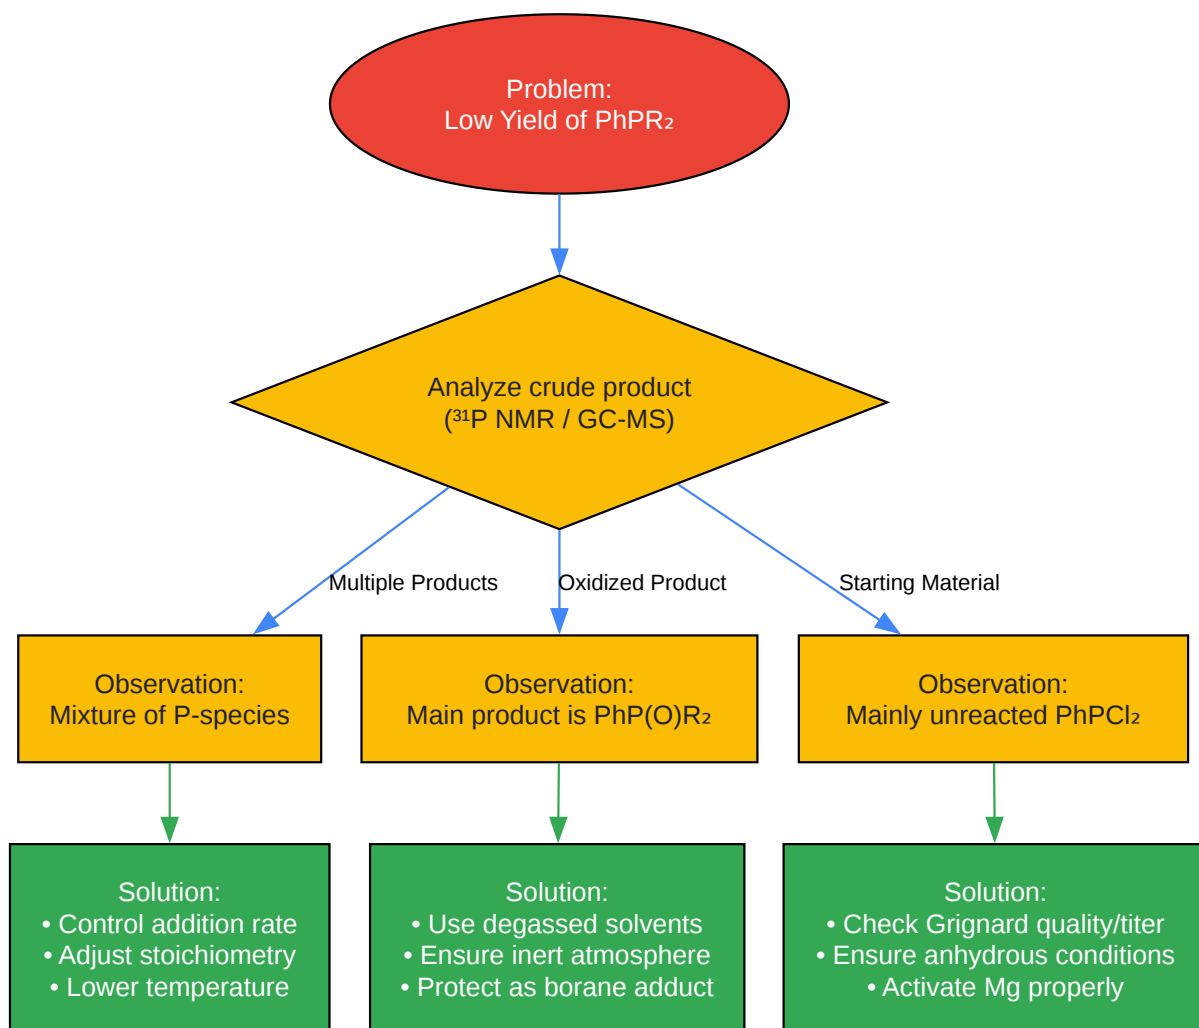 Problem:
Low Yield of PhPR₂
Analyze crude product
(³¹P NMR / GC-MS)
Multiple Products
Oxidized Product
Starting Material
Observation:
Mixture of P-species
Observation:
Main product is PhP(O)R₂
Observation:
Mainly unreacted PhPCl₂
Solution:
• Control addition rate
• Adjust stoichiometry
• Lower temperature
Solution:
• Use degassed solvents
• Ensure inert atmosphere
• Protect as borane adduct
Solution:
• Check Grignard quality/titer
• Ensure anhydrous conditions
• Activate Mg properly